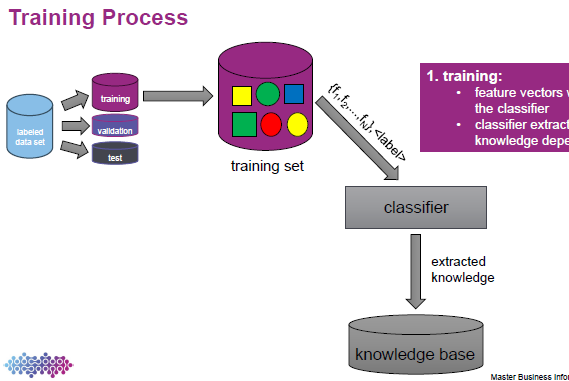 Training Process
training
labeled
data set
validation
test
training set
{f1,f2,...,fN},<label>
1. training:
• feature vectors
the classifier
• classifier extract
knowledge depe
classifier
extracted
knowledge
knowledge base
Master Business Infor